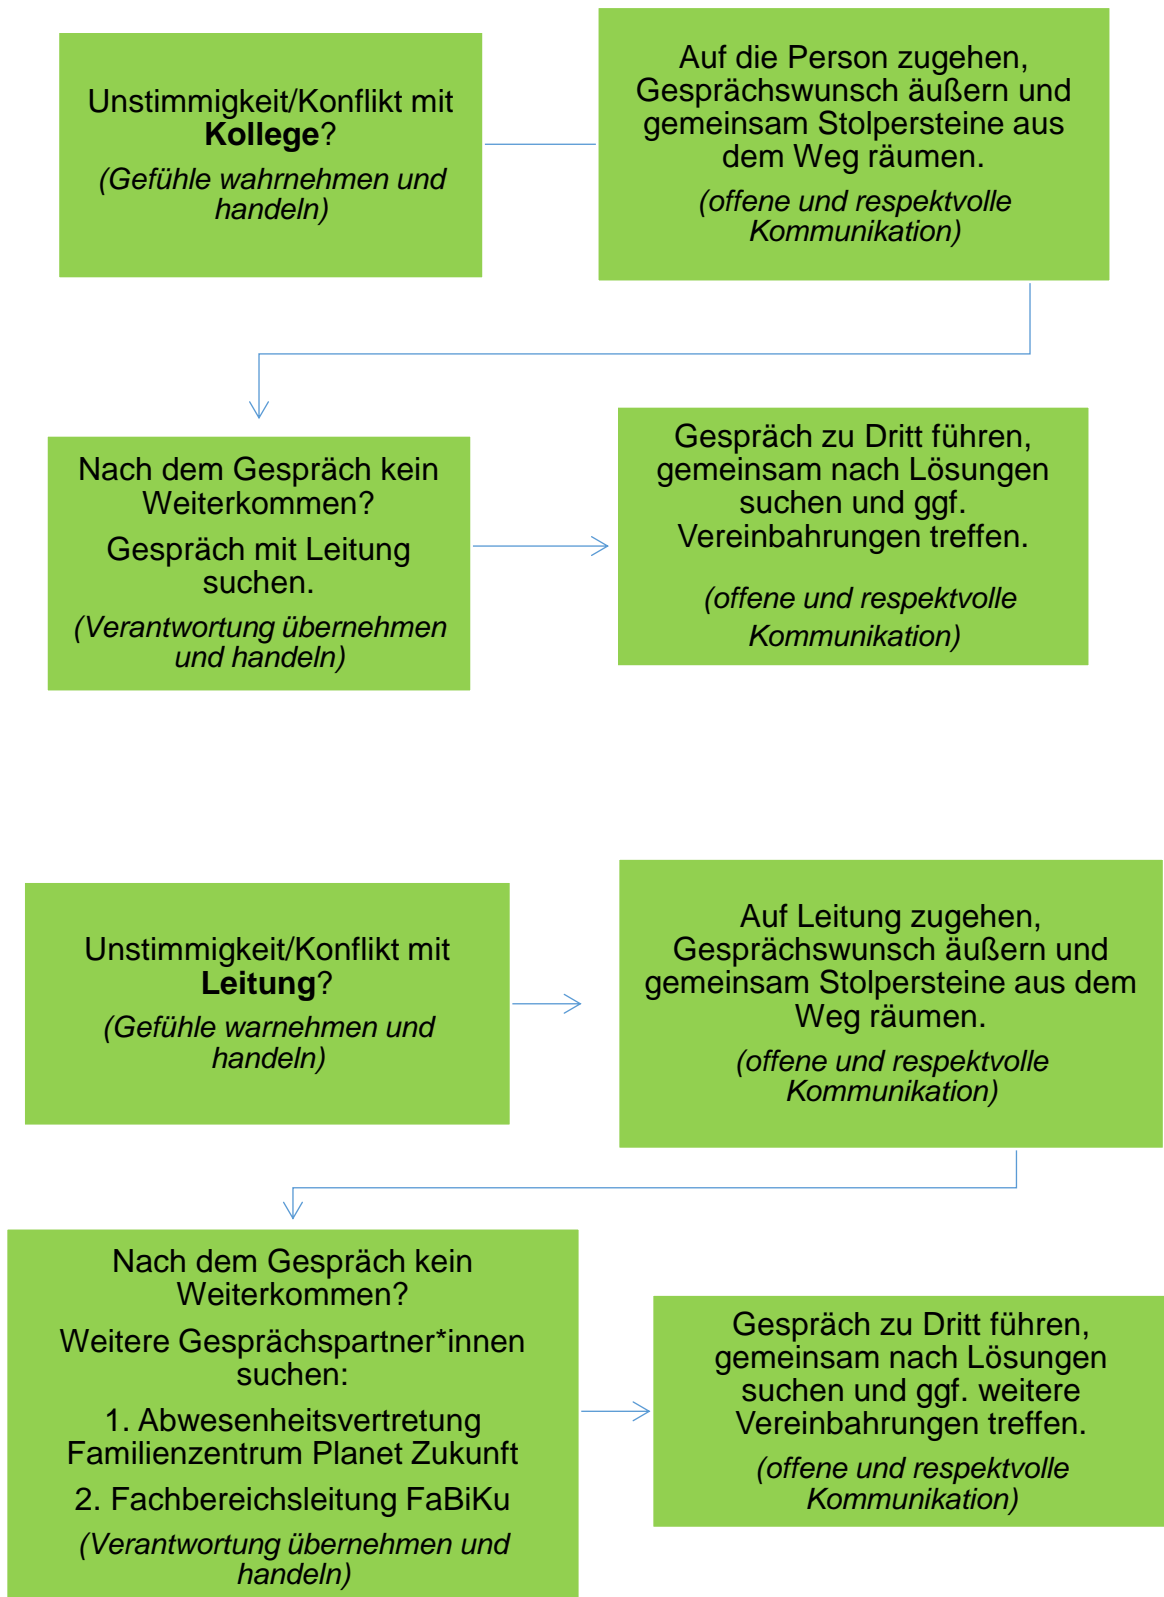 Unstimmigkeit/Konflikt mit
Kollege?
(Gefühle wahrnehmen und
handeln)
Auf die Person zugehen,
Gesprächswunsch äußern und
gemeinsam Stolpersteine aus
dem Weg räumen.
(offene und respektvolle
Kommunikation)
Nach dem Gespräch kein
Weiterkommen?
Gespräch mit Leitung
suchen.
(Verantwortung übernehmen
und handeln)
Gespräch zu Dritt führen,
gemeinsam nach Lösungen
suchen und ggf.
Vereinbahrungen treffen.
(offene und respektvolle
Kommunikation)
Unstimmigkeit/Konflikt mit
Leitung?
(Gefühle warnehmen und
handeln)
Auf Leitung zugehen,
Gesprächswunsch äußern und
gemeinsam Stolpersteine aus dem
Weg räumen.
(offene und respektvolle
Kommunikation)
Nach dem Gespräch kein
Weiterkommen?
Weitere Gesprächspartner*innen
suchen:
1. Abwesenheitsvertretung
Familienzentrum Planet Zukunft
2. Fachbereichsleitung FaBiKu
(Verantwortung übernehmen und
handeln)
Gespräch zu Dritt führen,
gemeinsam nach Lösungen
suchen und ggf. weitere
Vereinbahrungen treffen.
(offene und respektvolle
Kommunikation)